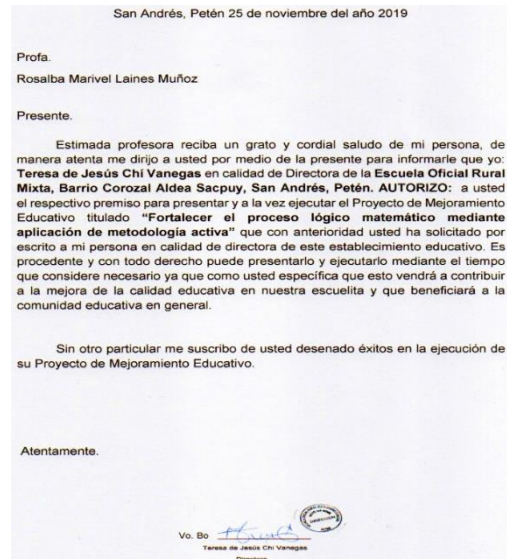 San Andrés, Petén 25 de noviembre del año 2019
Profa.
Rosalba Marivel Laines Muñoz
Presente.
Estimada profesora reciba un grato y cordial saludo de mi persona, de
manera atenta me dirijo a usted por medio de la presente para informarle que yo:
Teresa de Jesús Chí Vanegas en calidad de Directora de la Escuela Oficial Rural
Mixta, Barrio Corozal Aldea Sacpuy, San Andrés, Petén. AUTORIZO: a usted
el respectivo premiso para presentar y a la vez ejecutar el Proyecto de Mejoramiento
Educativo titulado “Fortalecer el proceso lógico matemático mediante
aplicación de metodología activa” que con anterioridad usted ha solicitado por
escrito a mi persona en calidad de directora de este establecimiento educativo. Es
procedente y con todo derecho puede presentarlo y ejecutarlo mediante el tiempo
que considere necesario ya que como usted específica que esto vendrá a contribuir
a la mejora de la calidad educativa en nuestra escuelita y que beneficiará a la
comunidad educativa en general.
Sin otro particular me suscribo de usted desenado éxitos en la ejecución de
su Proyecto de Mejoramiento Educativo.
Atentamente.
Vo. Bo
Teresa de Jesús Chí Vanegas
Directora